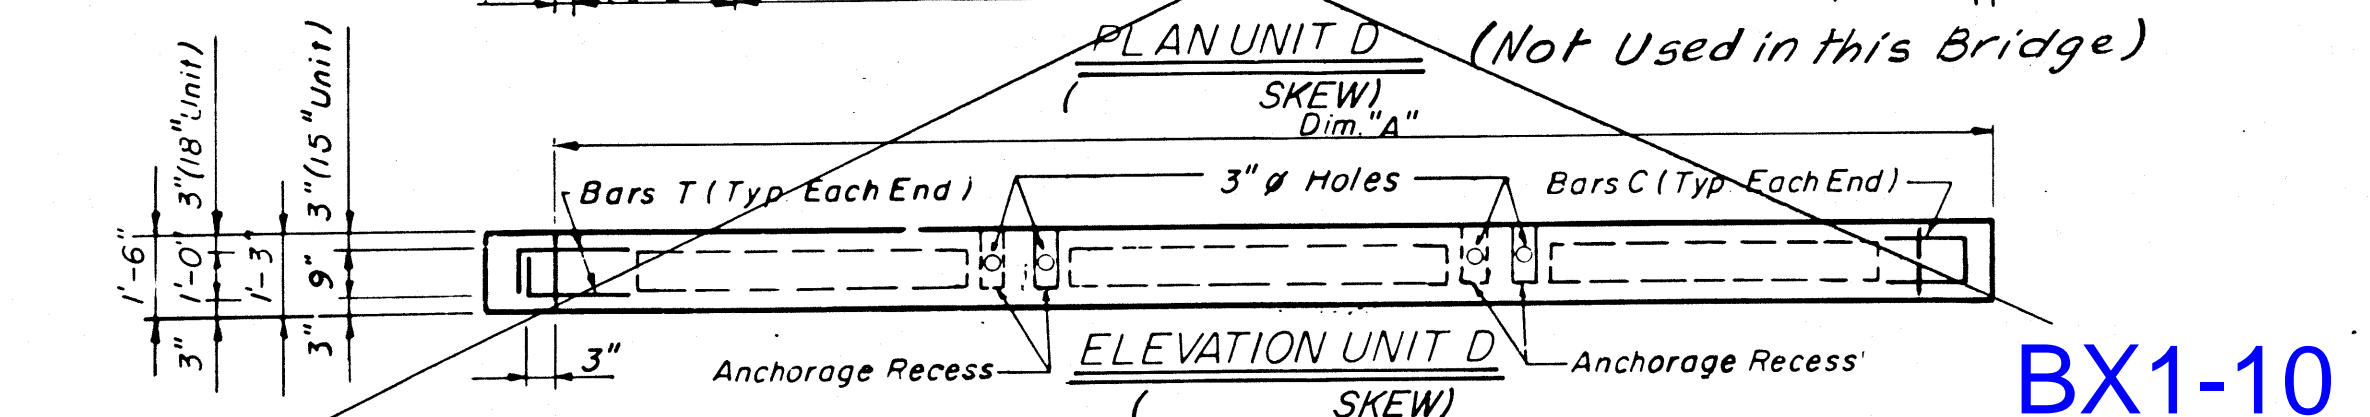 PLAN UNIT D (Not Used in this Bridge)
( SKEW)
Dim. "A"
3"(18" Unit)
3"(15" Unit)
Bars T (Typ Each End)
3" ø Holes
Bars C (Typ Each End)
1'-6"
1'-0"
1'-3"
9"
3"
3"
3"
Anchorage Recess
ELEVATION UNIT D
Anchorage Recess
( SKEW)
BX1-10